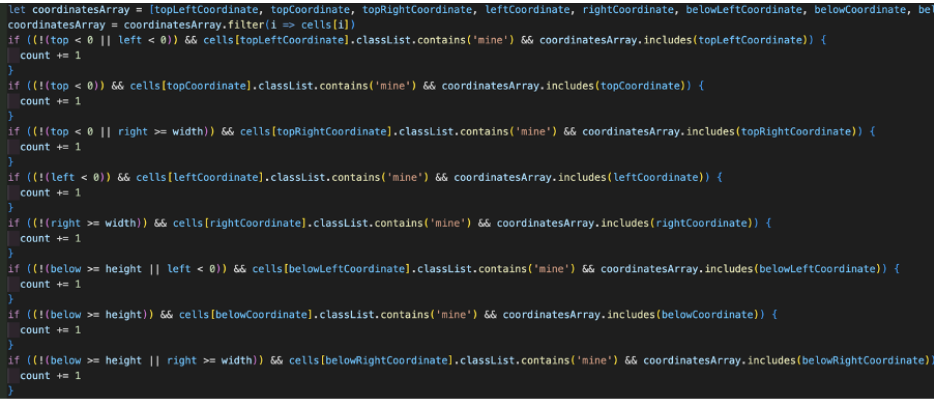 let coordinatesArray = [topLeftCoordinate, topCoordinate, topRightCoordinate, leftCoordinate, rightCoordinate, belowLeftCoordinate, belowCoordinate, bel
coordinatesArray = coordinatesArray.filter(i => cells[i])
if ((!(top < 0 || left < 0)) && cells[topLeftCoordinate].classList.contains('mine') && coordinatesArray.includes(topLeftCoordinate)) {
count += 1
}
if ((!(top < 0)) && cells[topCoordinate].classList.contains('mine') && coordinatesArray.includes(topCoordinate)) {
count += 1
}
if ((!(top < 0 || right >= width)) && cells[topRightCoordinate].classList.contains('mine') && coordinatesArray.includes(topRightCoordinate)) {
count += 1
}
if ((!(left < 0)) && cells[leftCoordinate].classList.contains('mine') && coordinatesArray.includes(leftCoordinate)) {
count += 1
}
if ((!(right >= width)) && cells[rightCoordinate].classList.contains('mine') && coordinatesArray.includes(rightCoordinate)) {
count += 1
}
if ((!(below >= height || left < 0)) && cells[belowLeftCoordinate].classList.contains('mine') && coordinatesArray.includes(belowLeftCoordinate)) {
count += 1
}
if ((!(below >= height)) && cells[belowCoordinate].classList.contains('mine') && coordinatesArray.includes(belowCoordinate)) {
count += 1
}
if ((!(below >= height || right >= width)) && cells[belowRightCoordinate].classList.contains('mine') && coordinatesArray.includes(belowRightCoordinate))
count += 1
}